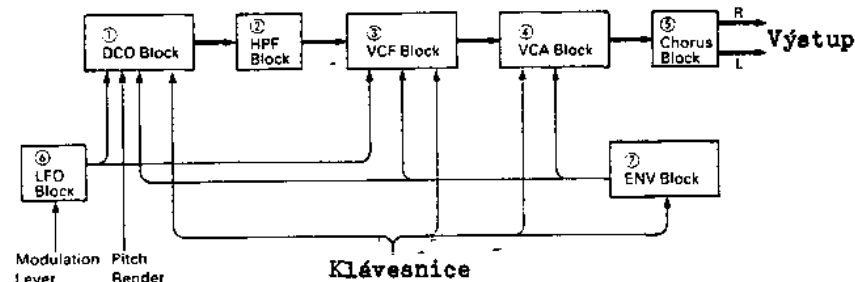 ① DCO Block
② HPF Block
③ VCF Block
④ VCA Block
⑤ Chorus Block
R
L
Výstup
⑥ LFO Block
⑦ ENV Block
Modulation Lever
Pitch Bender
Klávesnice